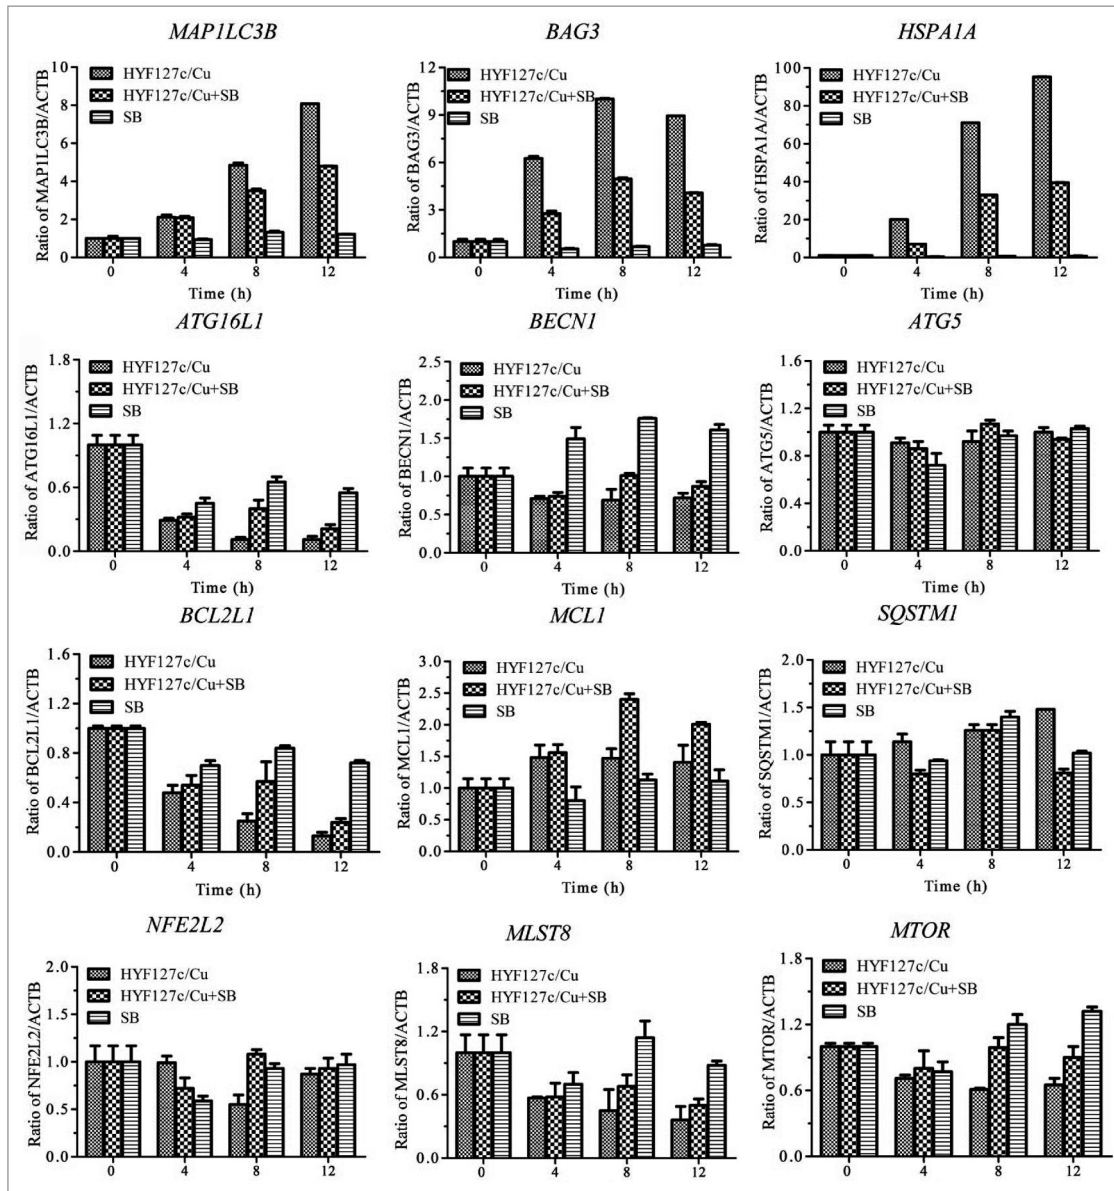 MAP1LC3B
Ratio of MAP1LC3B/ACTB
10
8
6
4
2
0
HYF127c/Cu
HYF127c/Cu+SB
SB
0 4 8 12
Time (h)
BAG3
Ratio of BAG3/ACTB
12
9
6
3
0
HYF127c/Cu
HYF127c/Cu+SB
SB
0 4 8 12
Time (h)
HSPA1A
Ratio of HSPA1A/ACTB
100
80
60
40
20
0
HYF127c/Cu
HYF127c/Cu+SB
SB
0 4 8 12
Time (h)
ATG16L1
Ratio of ATG16L1/ACTB
1.8
1.2
0.6
0.0
HYF127c/Cu
HYF127c/Cu+SB
SB
0 4 8 12
Time (h)
BECN1
Ratio of BECN1/ACTB
2.5
2.0
1.5
1.0
0.5
0.0
HYF127c/Cu
HYF127c/Cu+SB
SB
0 4 8 12
Time (h)
ATG5
Ratio of ATG5/ACTB
1.6
1.2
0.8
0.4
0.0
HYF127c/Cu
HYF127c/Cu+SB
SB
0 4 8 12
Time (h)
BCL2L1
Ratio of BCL2L1/ACTB
1.6
1.2
0.8
0.4
0.0
HYF127c/Cu
HYF127c/Cu+SB
SB
0 4 8 12
Time (h)
MCL1
Ratio of MCL1/ACTB
3.0
2.5
2.0
1.5
1.0
0.5
0.0
HYF127c/Cu
HYF127c/Cu+SB
SB
0 4 8 12
Time (h)
SQSTM1
Ratio of SQSTM1/ACTB
2.0
1.5
1.0
0.5
0.0
HYF127c/Cu
HYF127c/Cu+SB
SB
0 4 8 12
Time (h)
NFE2L2
Ratio of NFE2L2/ACTB
2.0
1.5
1.0
0.5
0.0
HYF127c/Cu
HYF127c/Cu+SB
SB
0 4 8 12
Time (h)
MLST8
Ratio of MLST8/ACTB
1.8
1.2
0.6
0.0
HYF127c/Cu
HYF127c/Cu+SB
SB
0 4 8 12
Time (h)
MTOR
Ratio of MTOR/ACTB
1.8
1.2
0.6
0.0
HYF127c/Cu
HYF127c/Cu+SB
SB
0 4 8 12
Time (h)